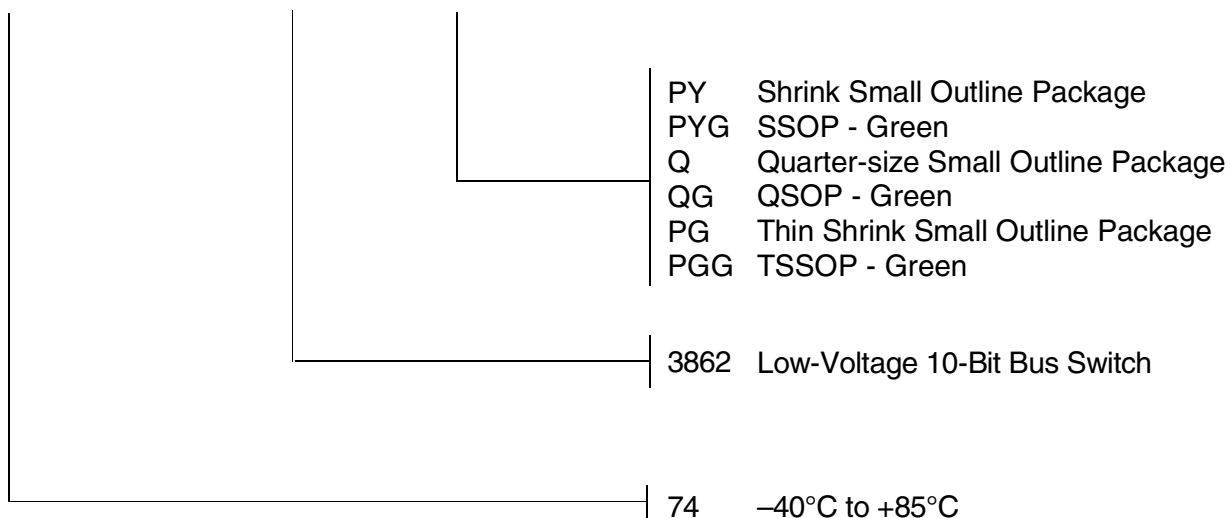 PY Shrink Small Outline Package
PYG SSOP - Green
Q Quarter-size Small Outline Package
QG QSOP - Green
PG Thin Shrink Small Outline Package
PGG TSSOP - Green
3862 Low-Voltage 10-Bit Bus Switch
74 –40°C to +85°C